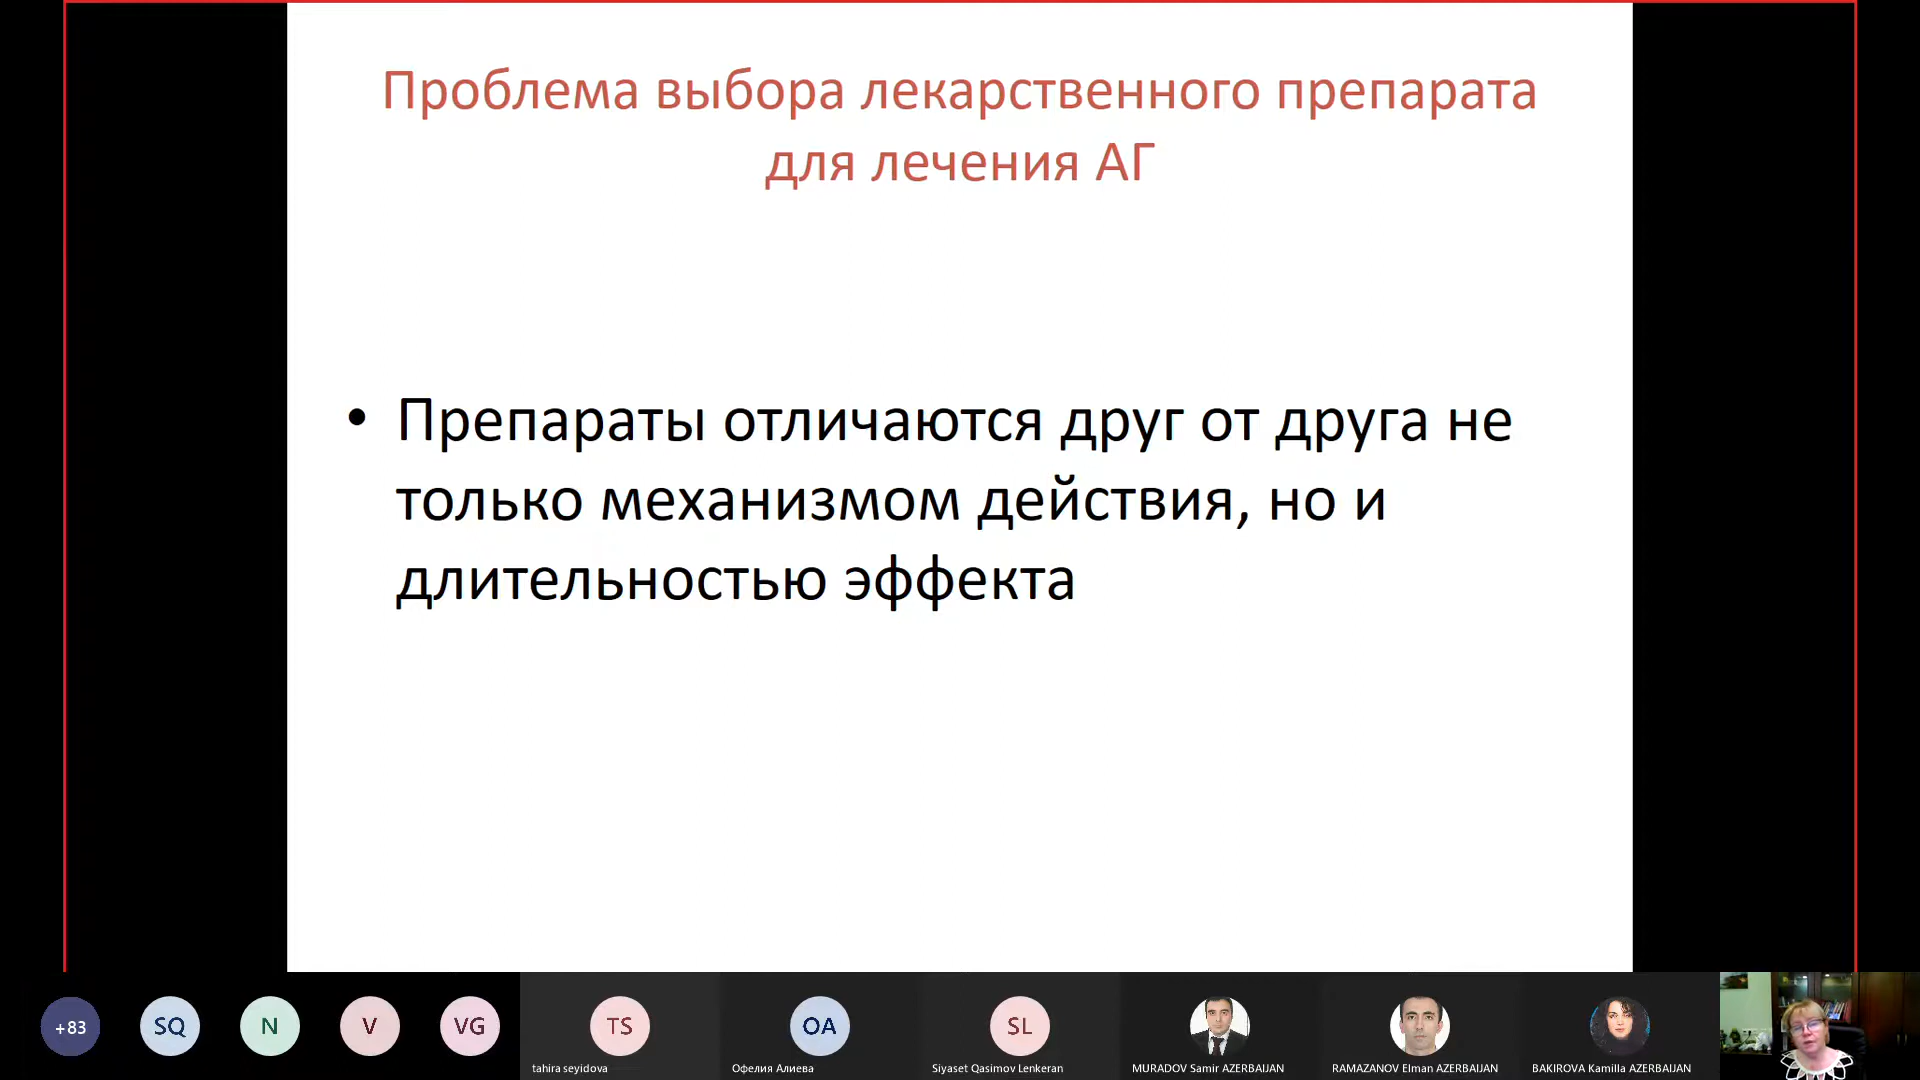 Проблема выбора лекарственного препарата
для лечения АГ
• Препараты отличаются друг от друга не
только механизмом действия, но и
длительностью эффекта
+83
SQ
N
V
VG
TS
OA
SL
tahira seyidova
Офелия Алиева
Siyaset Qasimov Lenkeran
MURADOV Samir AZERBAIJAN
RAMAZANOV Elman AZERBAIJAN
BAKIROVA Kamilla AZERBAIJAN